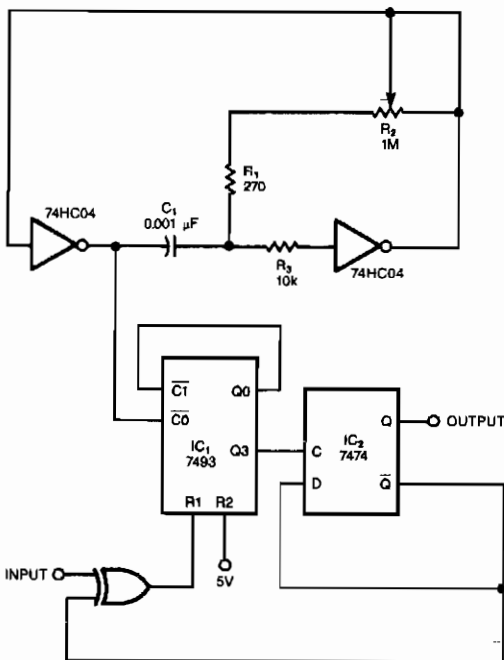 R2
1M
R1
270
C1
0.001 μF
74HC04
R3
10k
74HC04
C1
Q0
C0
IC1
7493
Q3
R1 R2
5V
IC2
7474
C
D
Q
Q
OUTPUT
INPUT